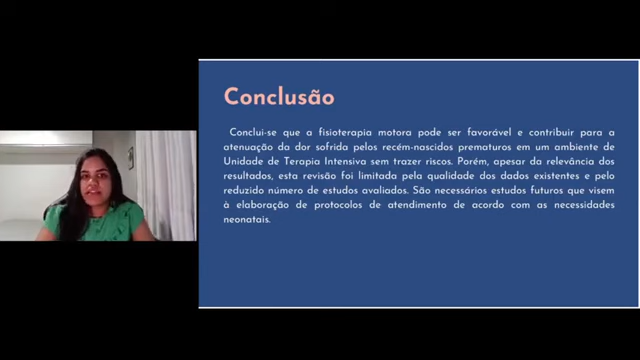 Conclusão
Conclui-se que a fisioterapia motora pode ser favorável e contribuir para a
atenuação da dor sofrida pelos recém-nascidos prematuros em um ambiente de
Unidade de Terapia Intensiva sem trazer riscos. Porém, apesar da relevância dos
resultados, esta revisão foi limitada pela qualidade dos dados existentes e pelo
reduzido número de estudos avaliados. São necessários estudos futuros que visem
à elaboração de protocolos de atendimento de acordo com as necessidades
neonatais.